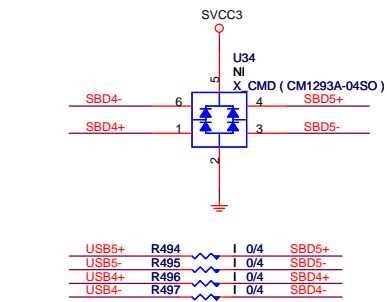 SVCC3
U34
NI
X_CMD ( CM1293A-04SO )
5
SBD4- 6 4 SBD5+
SBD4+ 1 3 SBD5-
2
USB5+ R494 I 0/4 SBD5+
USB5- R495 I 0/4 SBD5-
USB4+ R496 I 0/4 SBD4+
USB4- R497 I 0/4 SBD4-